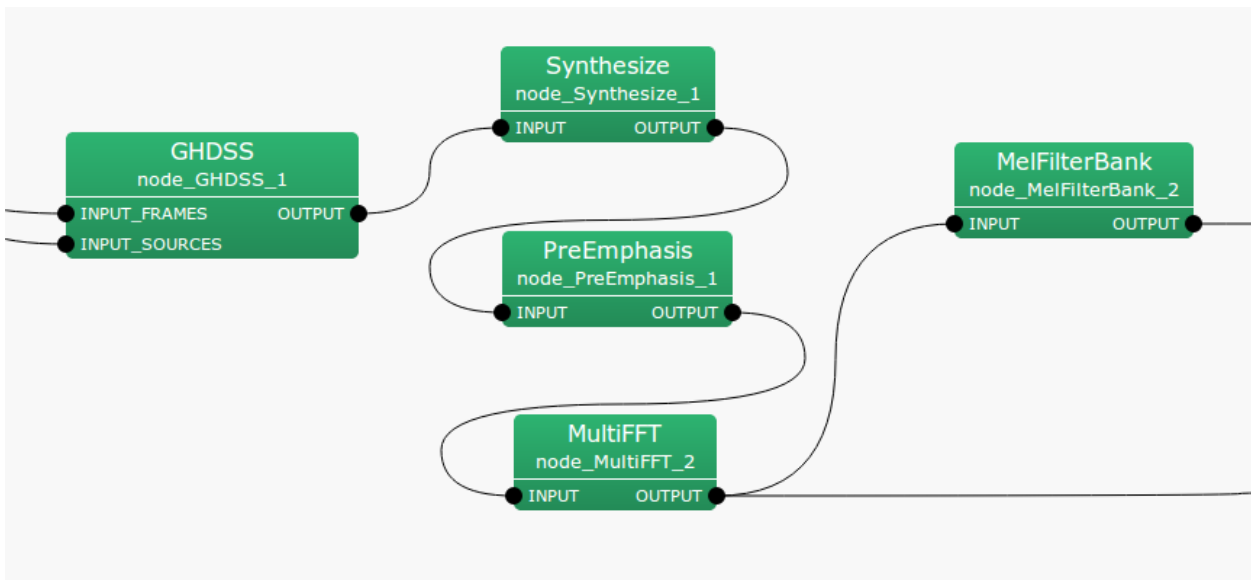 Synthesize
node_Synthesize_1
INPUT OUTPUT
GHDSS
node_GHDSS_1
INPUT_FRAMES OUTPUT
INPUT_SOURCES
MelFilterBank
node_MelFilterBank_2
INPUT OUTPUT
PreEmphasis
node_PreEmphasis_1
INPUT OUTPUT
MultiFFT
node_MultiFFT_2
INPUT OUTPUT